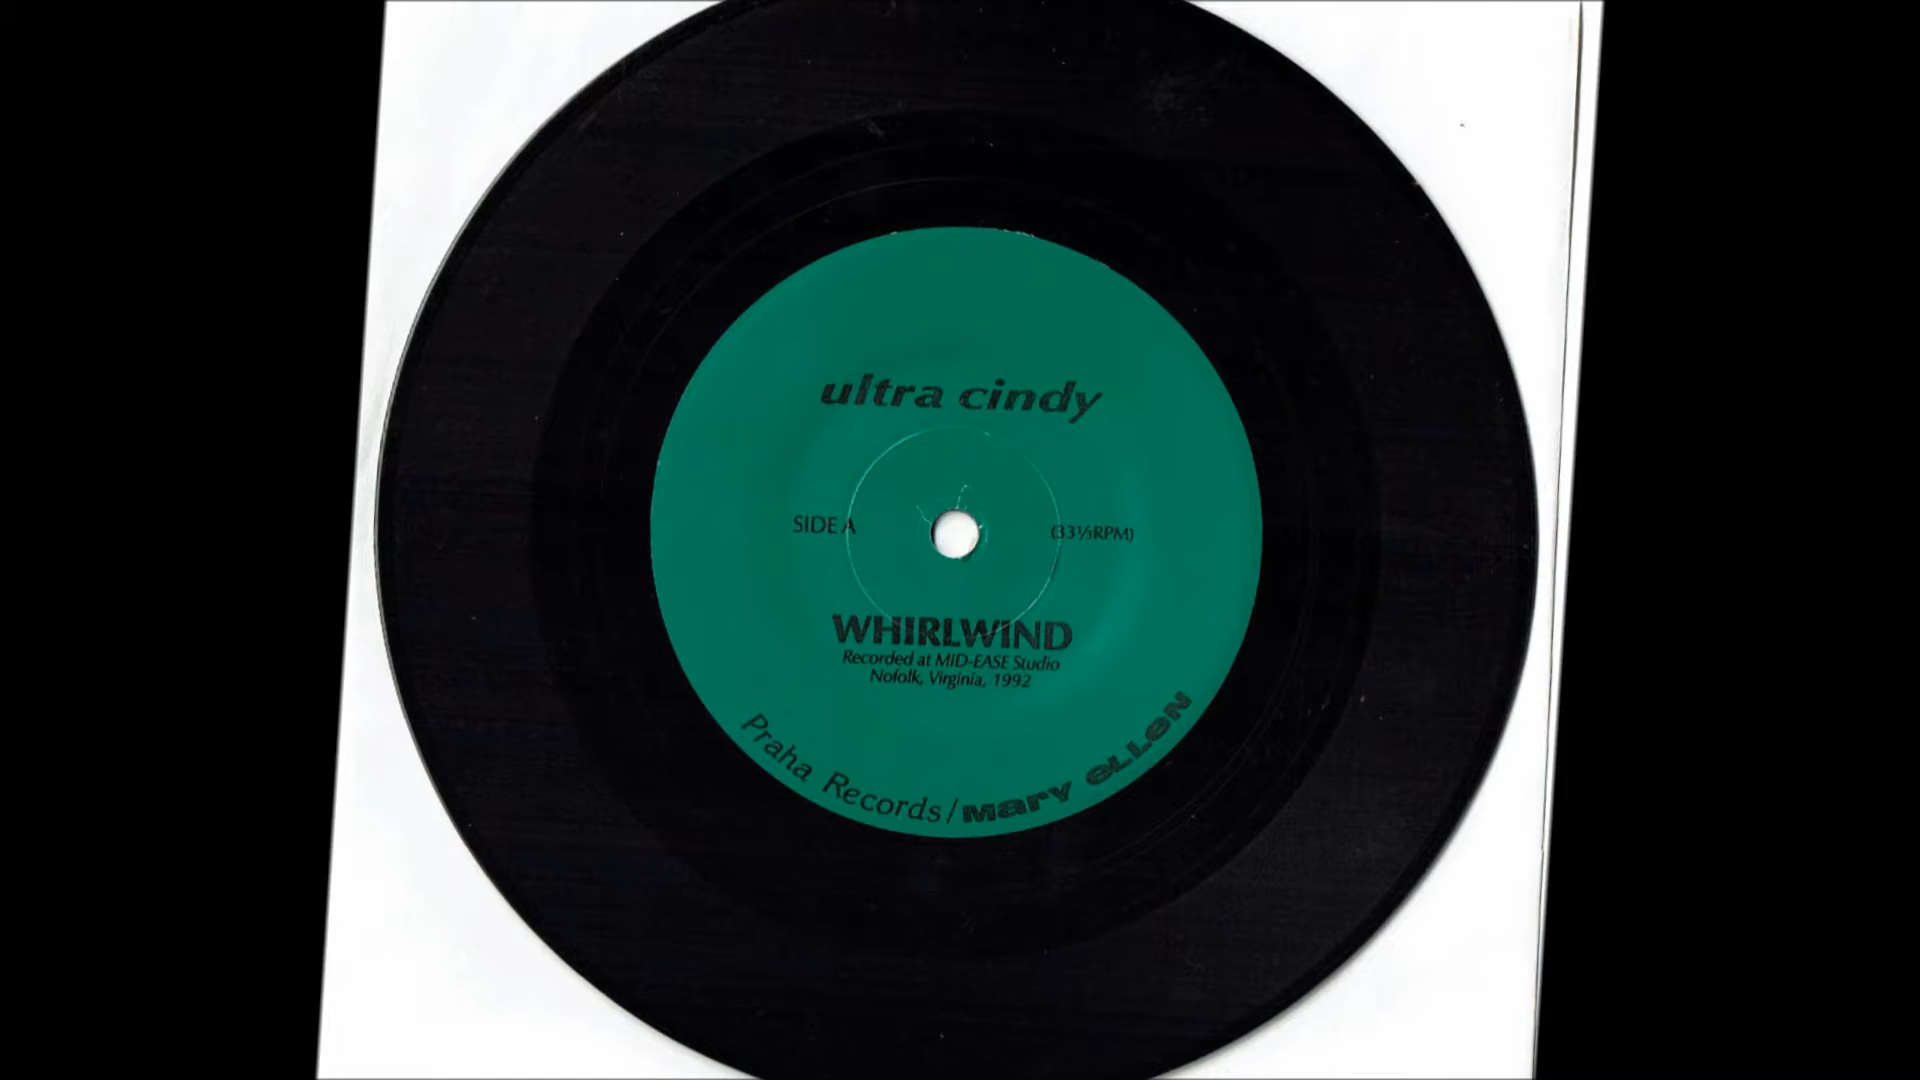 ultra cindy
SIDE A
(33⅓RPM)
WHIRLWIND
Recorded at MID-EASE Studio
Nofolk, Virginia, 1992
Praha Records/Mary eLLeN